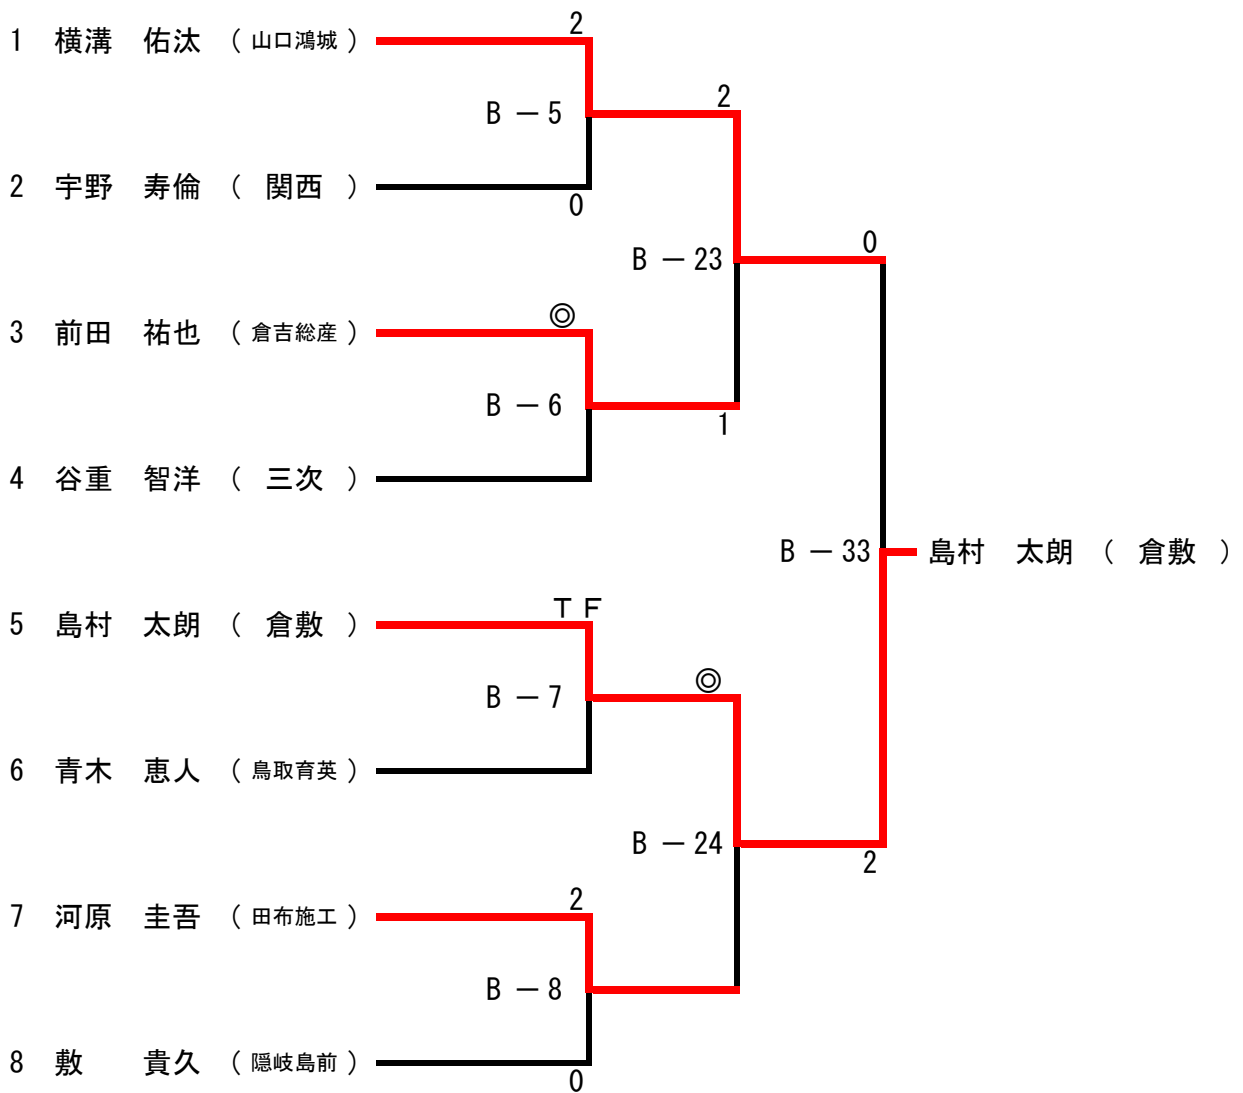 2
1 横溝 佑汰 ( 山口鴻城 )
2
B － 5
2 宇野 寿倫 ( 関西 )
0
0
B － 23
◎
3 前田 祐也 ( 倉吉総産 )
B － 6
1
4 谷重 智洋 ( 三次 )
B － 33 島村 太朗 ( 倉敷 )
ＴＦ
5 島村 太朗 ( 倉敷 )
◎
B － 7
6 青木 恵人 ( 鳥取育英 )
B － 24
2
2
7 河原 圭吾 ( 田布施工 )
B － 8
8 敷 貴久 ( 隠岐島前 )
0